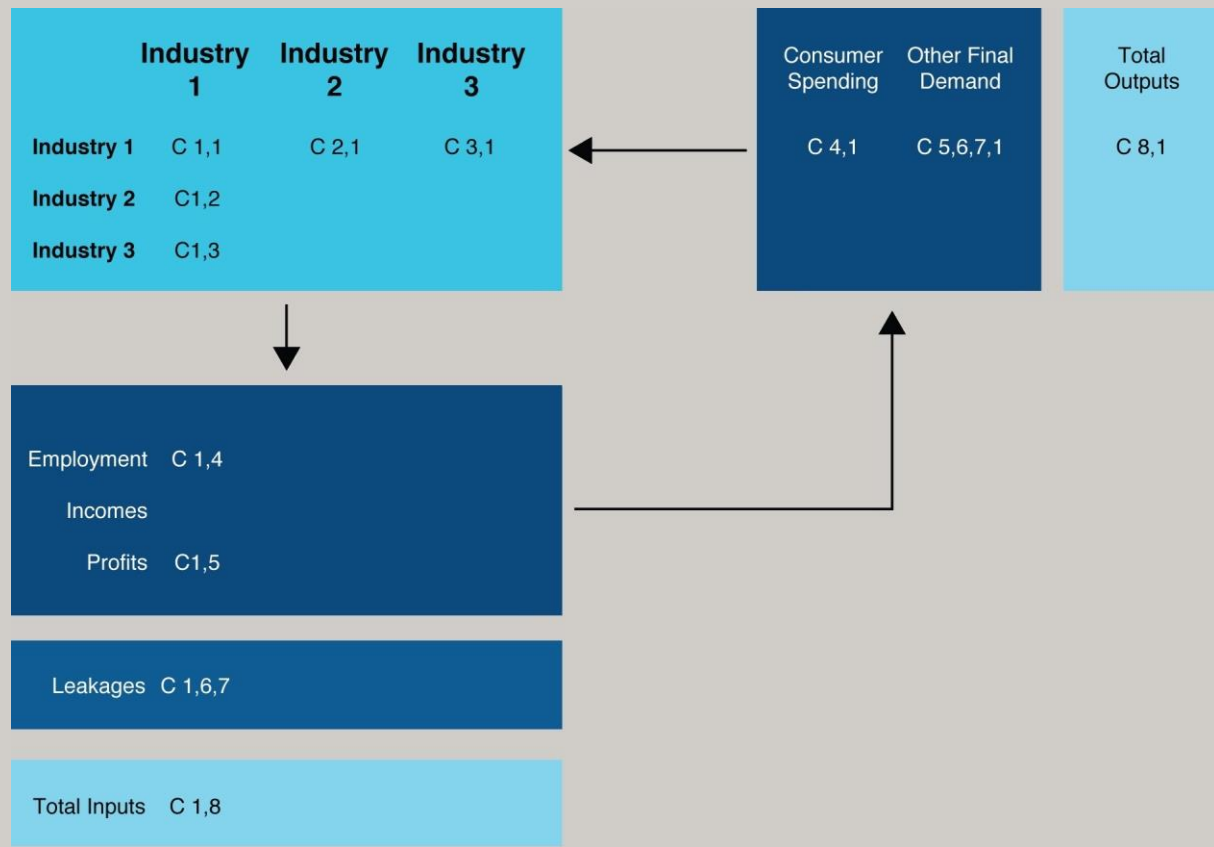 Industry Industry Industry
1 2 3
Consumer Other Final
Spending Demand
Total
Outputs
Industry 1 C 1,1 C 2,1 C 3,1 C 4,1 C 5,6,7,1 C 8,1
Industry 2 C1,2
Industry 3 C1,3
Employment C 1,4
Incomes
Profits C1,5
Leakages C 1,6,7
Total Inputs C 1,8